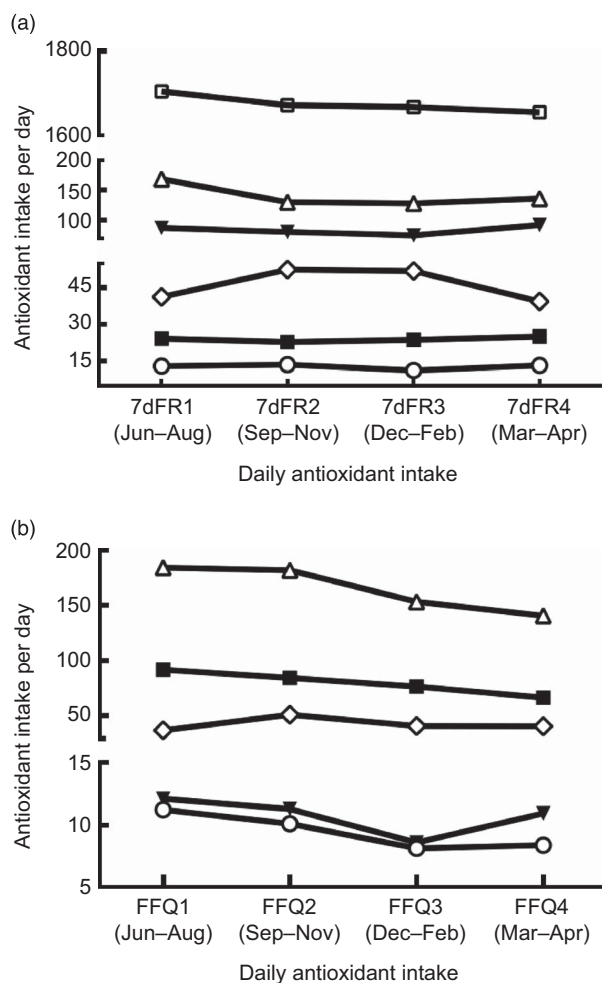 (a)
Antioxidant intake per day
1800
1600
200
150
100
45
30
15
7dFR1 7dFR2 7dFR3 7dFR4
(Jun–Aug) (Sep–Nov) (Dec–Feb) (Mar–Apr)
Daily antioxidant intake
(b)
Antioxidant intake per day
200
150
100
50
15
10
5
FFQ1 FFQ2 FFQ3 FFQ4
(Jun–Aug) (Sep–Nov) (Dec–Feb) (Mar–Apr)
Daily antioxidant intake